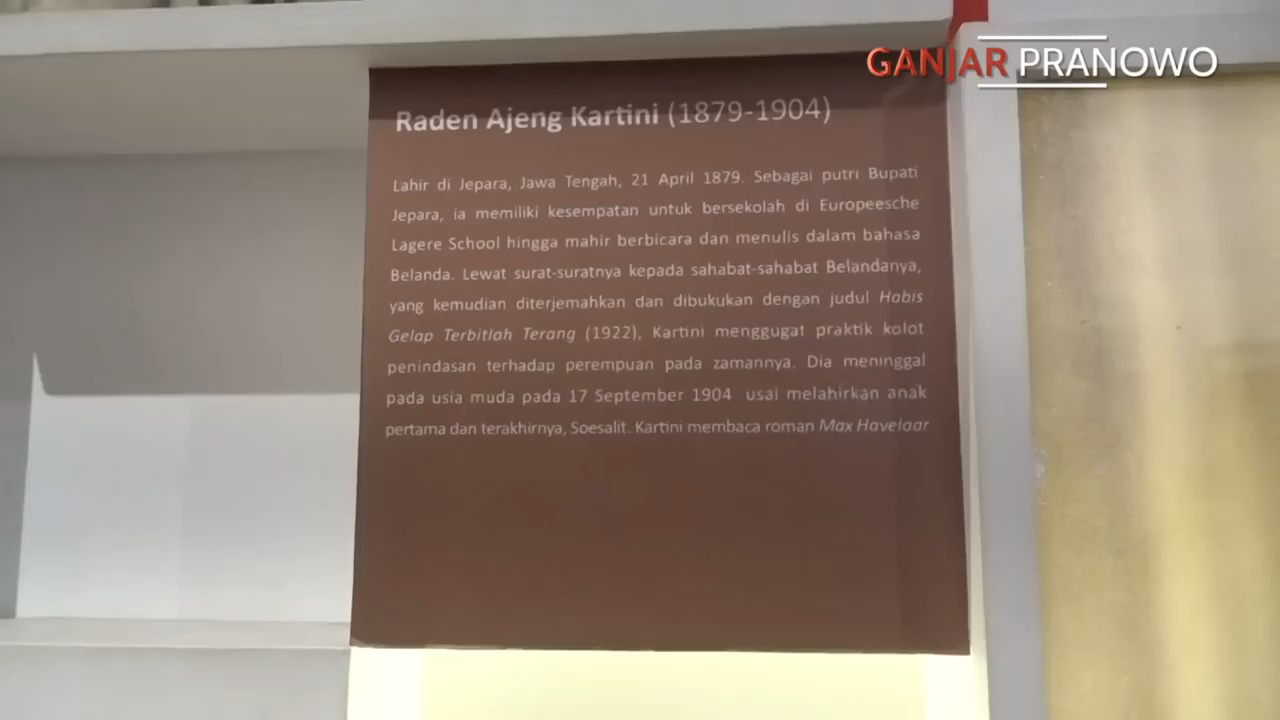 GANJAR PRANOWO
Raden Ajeng Kartini (1879-1904)
Lahir di Jepara, Jawa Tengah, 21 April 1879. Sebagai putri Bupati
Jepara, ia memiliki kesempatan untuk bersekolah di Europeesche
Lagere School hingga mahir berbicara dan menulis dalam bahasa
Belanda. Lewat surat-suratnya kepada sahabat-sahabat Belandanya,
yang kemudian diterjemahkan dan dibukukan dengan judul Habis
Gelap Terbitlah Terang (1922), Kartini menggugat praktik kolot
penindasan terhadap perempuan pada zamannya. Dia meninggal
pada usia muda pada 17 September 1904 usai melahirkan anak
pertama dan terakhirnya, Soesalit. Kartini membaca roman Max Havelaar